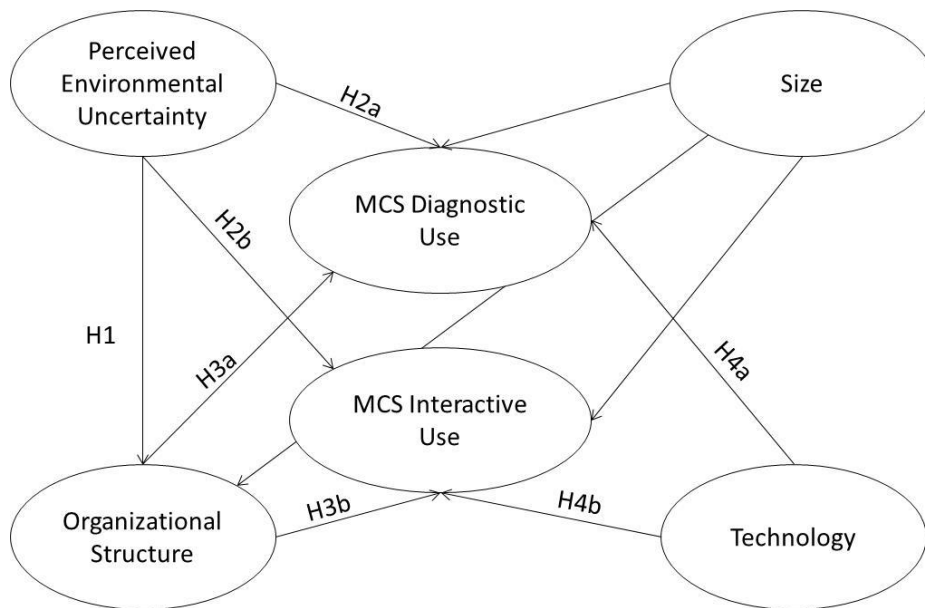 Perceived
Environmental
Uncertainty
Size
H2a
MCS Diagnostic
Use
H2b
H1
H3a
H4a
MCS Interactive
Use
H3b
H4b
Organizational
Structure
Technology